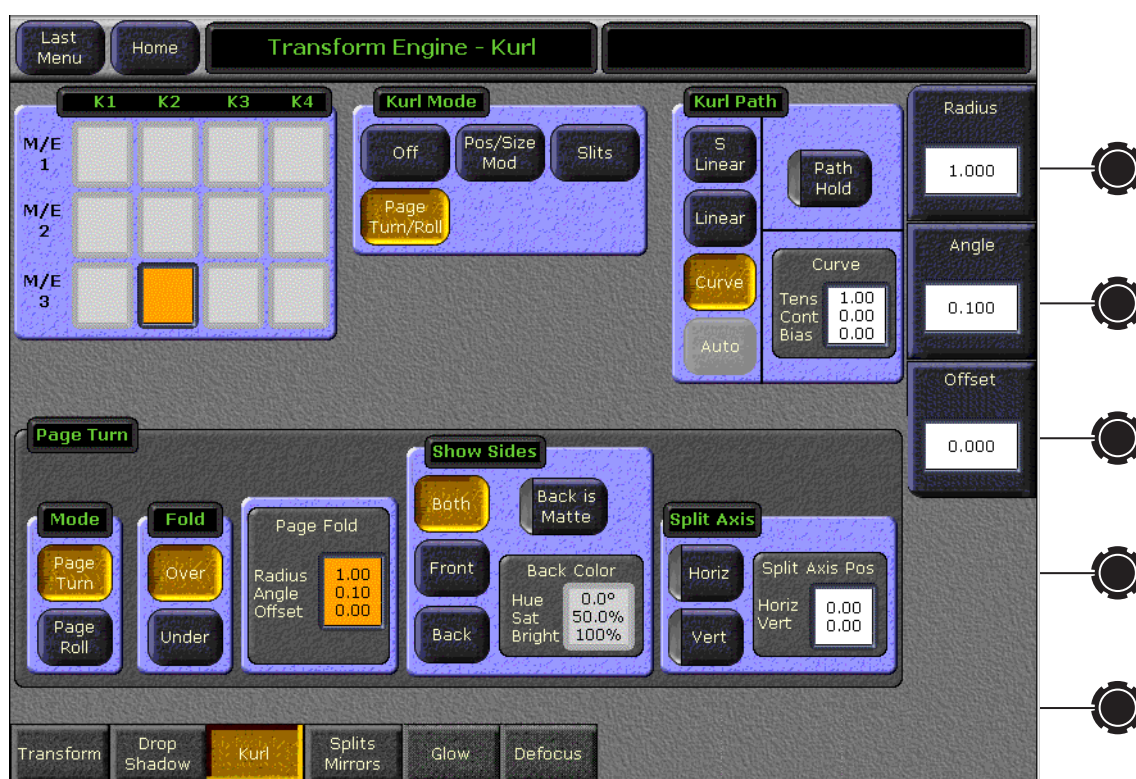 Last
Menu
Home
Transform Engine - Kurl
K1 K2 K3 K4
M/E
1
M/E
2
M/E
3
Kurl Mode
Off
Pos/Size
Mod
Slits
Page
Turn/Roll
Kurl Path
S
Linear
Linear
Curve
Auto
Path
Hold
Curve
Tens 1.00
Cont 0.00
Bias 0.00
Radius
1.000
Angle
0.100
Offset
0.000
Page Turn
Mode
Page
Turn
Page
Roll
Fold
Over
Under
Page Fold
Radius 1.00
Angle 0.10
Offset 0.00
Show Sides
Both
Front
Back
Back is
Matte
Back Color
Hue 0.0°
Sat 50.0%
Bright 100%
Split Axis
Horiz
Vert
Split Axis Pos
Horiz 0.00
Vert 0.00
Transform
Drop
Shadow
Kurl
Splits
Mirrors
Glow
Defocus